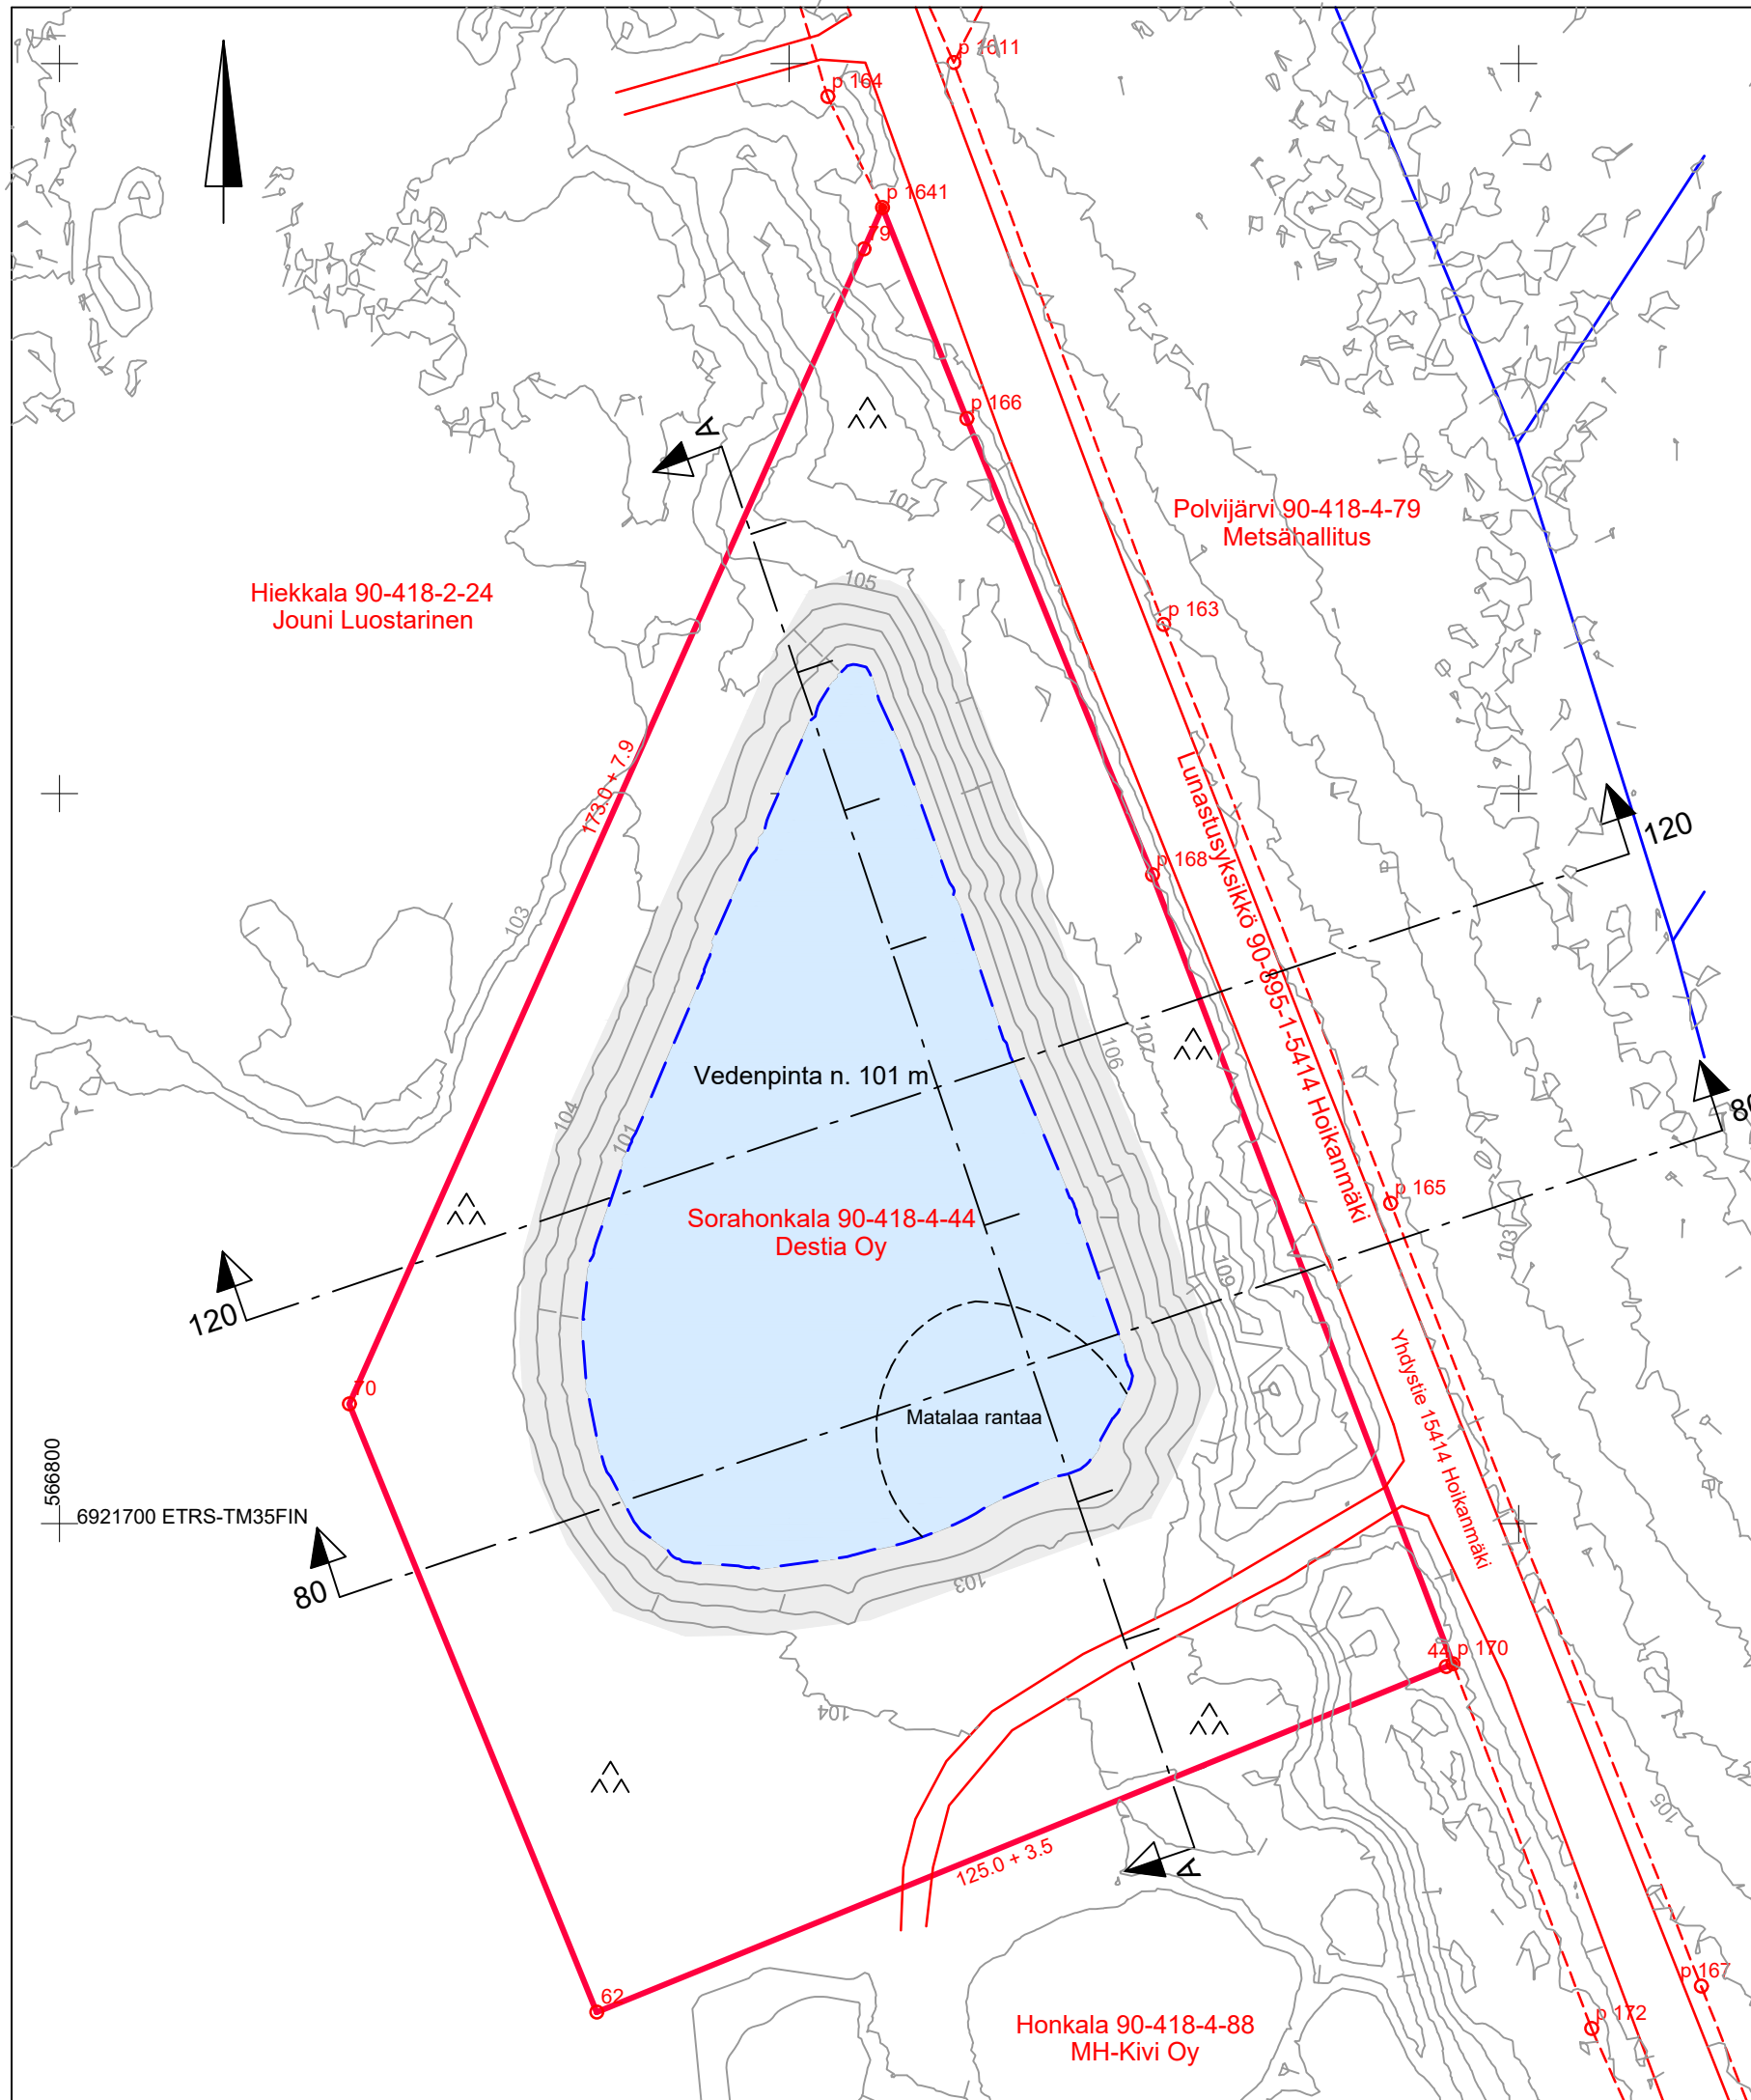 p 1611
p 164
p 1641
79
p 166
A
107
Polvijärvi 90-418-4-79
Metsähallitus
Hiekkala 90-418-2-24
Jouni Luostarinen
105
p 163
173.0 + 7.9
Lunastusyksikkö 90-895-1-5414 Hoikanmäki
120
p 168
103
107
106
Vedenpinta n. 101 m
80
104
101
p 165
Sorahonkala 90-418-4-44
Destia Oy
103
109
120
70
Yhdystie 15414 Hoikanmäki
Matalaa rantaa
566800
6921700 ETRS-TM35FIN
80
103
44
p 170
104
105
125.0 + 3.5
A
p 167
62
p 172
Honkala 90-418-4-88
MH-Kivi Oy